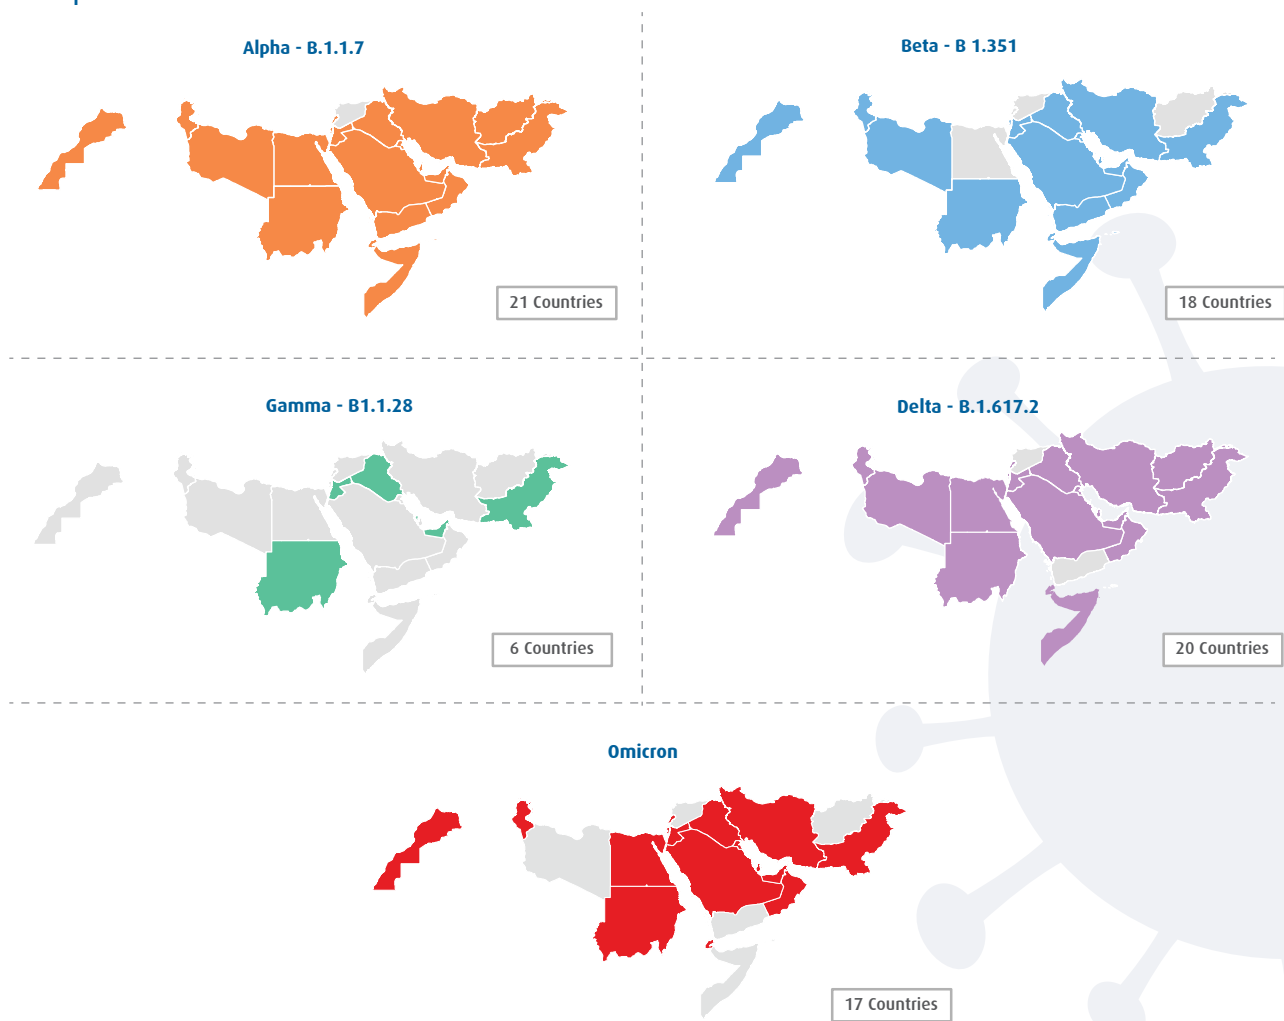 Alpha - B.1.1.7
Beta - B 1.351
21 Countries
18 Countries
Gamma - B1.1.28
Delta - B.1.617.2
6 Countries
20 Countries
Omicron
17 Countries